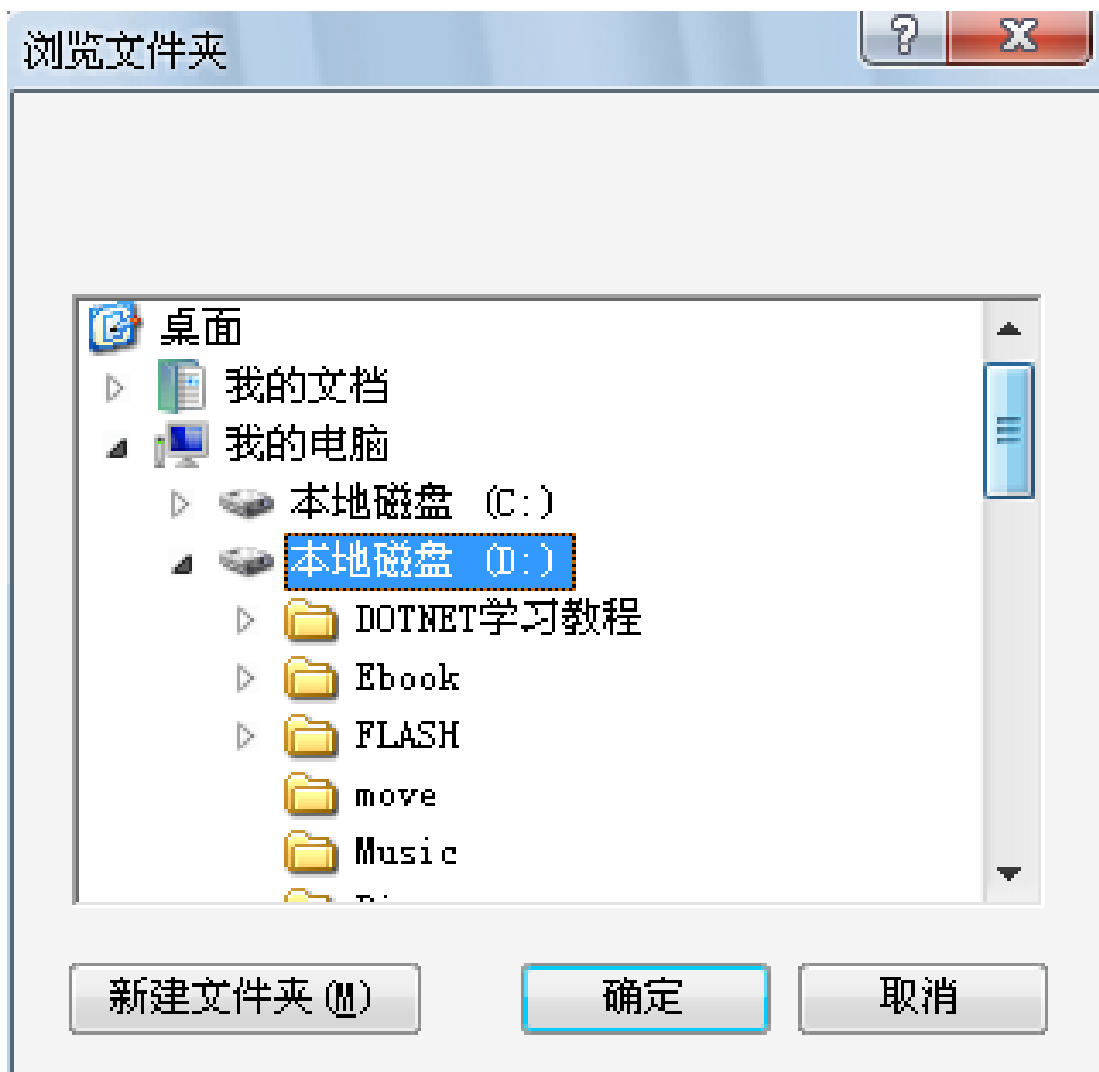 浏览文件夹
桌面
我的文档
我的电脑
本地磁盘 (C:)
本地磁盘 (D:)
DOTNET学习教程
Ebook
FLASH
move
Music
新建文件夹(M)
确定
取消